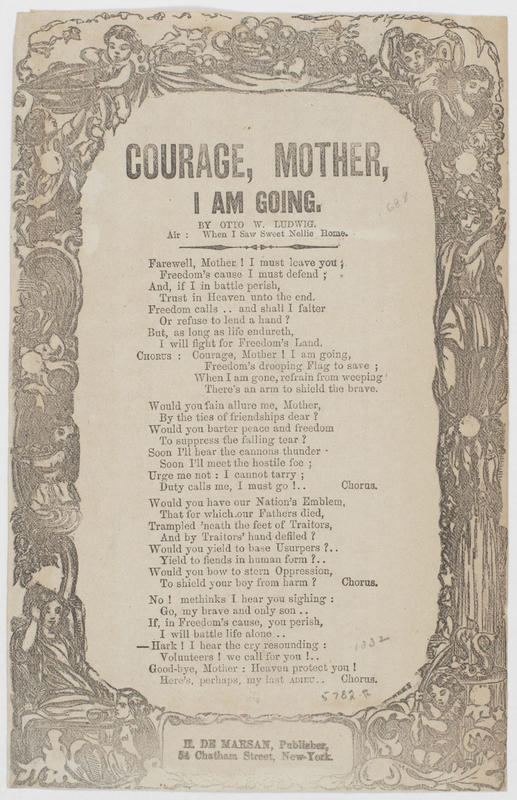 COURAGE, MOTHER,
I AM GOING.
BY OTTO W. LUDWIG.
Air : When I Saw Sweet Nellie Home.
Farewell, Mother ! I must leave you ;
Freedom's cause I must defend ;
And, if I in battle perish,
Trust in Heaven unto the end.
Freedom calls .. and shall I falter
Or refuse to lend a hand ?
But, as long as life endureth,
I will fight for Freedom's Land.
CHORUS : Courage, Mother ! I am going,
Freedom's drooping Flag to save ;
When I am gone, refrain from weeping
There's an arm to shield the brave.
Would you fain allure me, Mother,
By the ties of friendships dear ?
Would you barter peace and freedom
To suppress the falling tear ?
Soon I'll hear the cannons thunder
Soon I'll meet the hostile foe ;
Urge me not : I cannot tarry ;
Duty calls me, I must go !.. Chorus.
Would you have our Nation's Emblem,
That for which our Fathers died,
Trampled 'neath the feet of Traitors,
And by Traitors' hand defiled ?
Would you yield to base Usurpers ?..
Yield to fiends in human form ?..
Would you bow to stern Oppression,
To shield your boy from harm ? Chorus.
No ! methinks I hear you sighing :
Go, my brave and only son ..
If, in Freedom's cause, you perish,
I will battle life alone ..
—Hark ! I hear the cry resounding :
Volunteers ! we call for you !..
Good-bye, Mother : Heaven protect you !
Here's, perhaps, my last ADIEU.. Chorus.
H. DE MARSAN, Publisher,
54 Chatham Street, New-York.